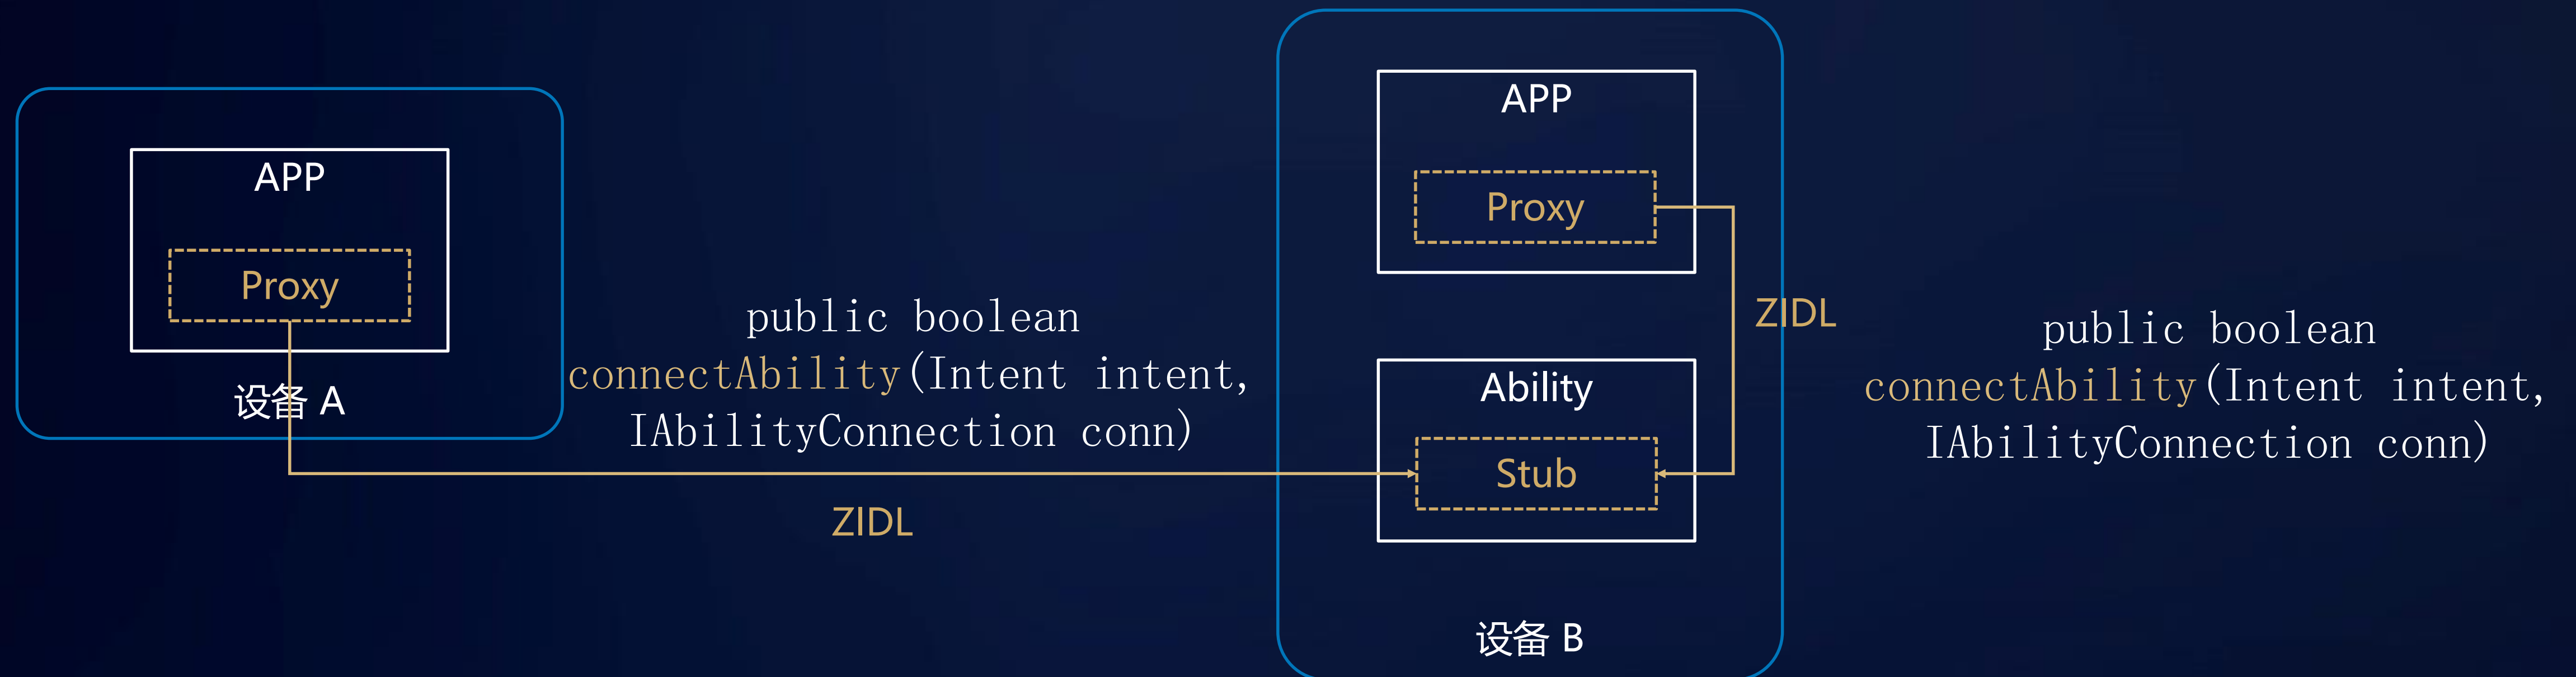 APP
Proxy
设备 A
public boolean
connectAbility(Intent intent,
IAbilityConnection conn)
ZIDL
APP
Proxy
ZIDL
Ability
Stub
设备 B
public boolean
connectAbility(Intent intent,
IAbilityConnection conn)